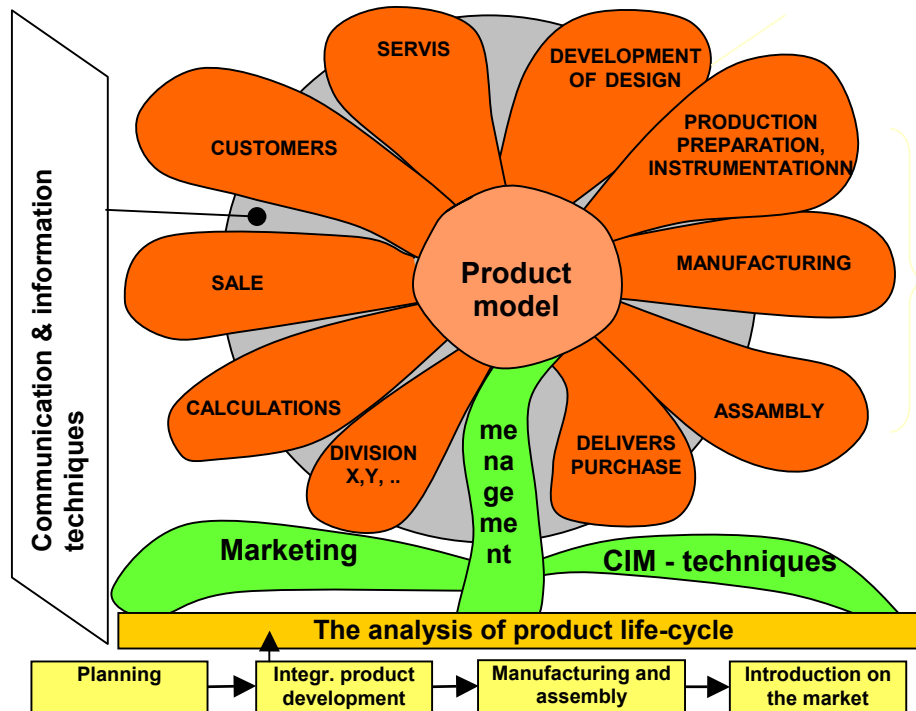 Communication & information
techniques
SERVIS
DEVELOPMENT
OF DESIGN
CUSTOMERS
PRODUCTION
PREPARATION,
INSTRUMENTATIONN
SALE
Product
model
MANUFACTURING
CALCULATIONS
ASSAMBLY
DIVISION
X,Y, ..
me
na
ge
me
nt
DELIVERS
PURCHASE
Marketing
CIM - techniques
The analysis of product life-cycle
Planning
Integr. product
development
Manufacturing and
assembly
Introduction on
the market